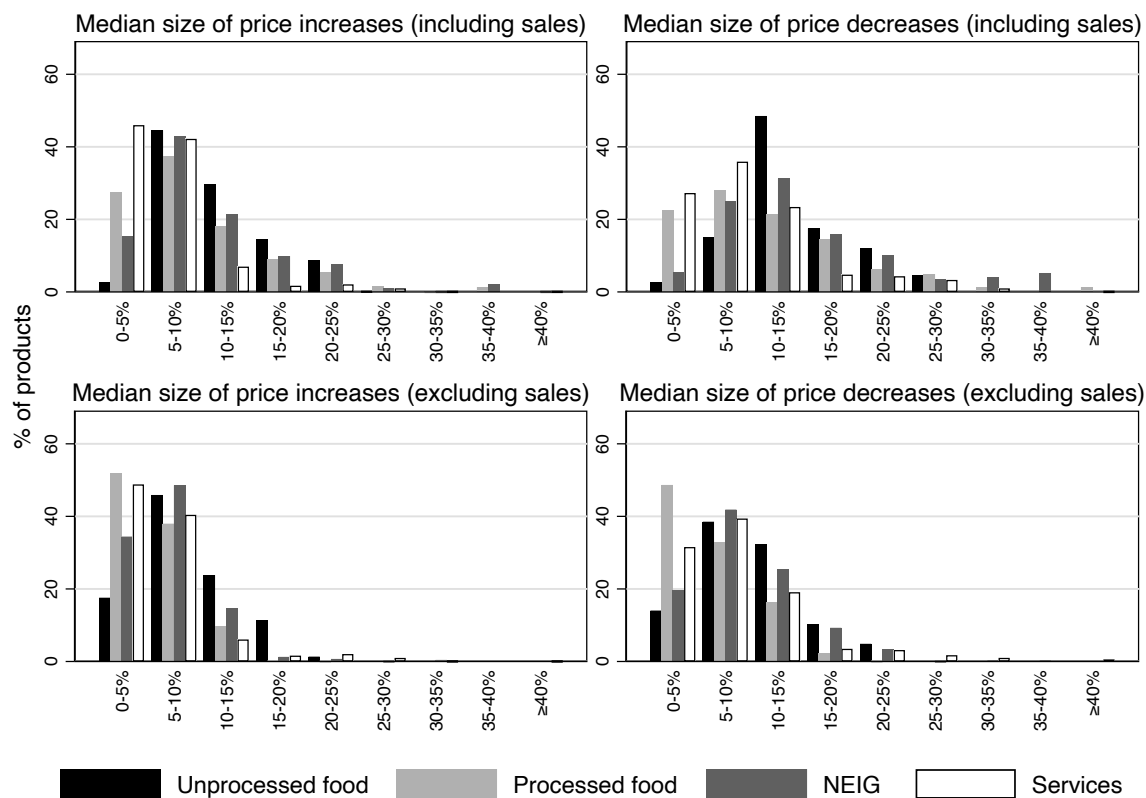 Median size of price increases (including sales)
Median size of price decreases (including sales)
0 20 40 60
0 20 40 60
0-5% 5-10% 10-15% 15-20% 20-25% 25-30% 30-35% 35-40% ≥40%
0-5% 5-10% 10-15% 15-20% 20-25% 25-30% 30-35% 35-40% ≥40%
% of products
Median size of price increases (excluding sales)
Median size of price decreases (excluding sales)
0 20 40 60
0 20 40 60
0-5% 5-10% 10-15% 15-20% 20-25% 25-30% 30-35% 35-40% ≥40%
0-5% 5-10% 10-15% 15-20% 20-25% 25-30% 30-35% 35-40% ≥40%
Unprocessed food Processed food NEIG Services